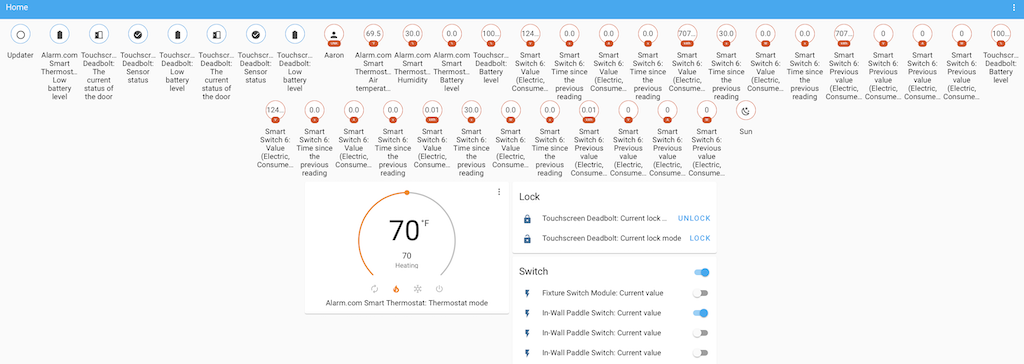 Home
Updater
Alarm.com Smart Thermost... Low battery level
Touchscr... Deadbolt: The current status of the door
Touchscr... Deadbolt: Sensor status
Touchscr... Deadbolt: Low battery level
Touchscr... Deadbolt: The current status of the door
Touchscr... Deadbolt: Sensor status
Touchscr... Deadbolt: Low battery level
Aaron
69.5
Alarm.com Smart Thermost... Air temperat...
30.0
Alarm.com Smart Thermost... Humidity
0.0
Alarm.com Smart Thermost... Battery level
100...
Touchscr... Deadbolt: Battery level
124...
Smart Switch 6: Value (Electric, Consume...
0.0
Smart Switch 6: Time since the previous reading
0.0
Smart Switch 6: Value (Electric, Consume...
0.0
Smart Switch 6: Time since the previous reading
707...
Smart Switch 6: Value (Electric, Consume...
30.0
Smart Switch 6: Time since the previous reading
0.0
Smart Switch 6: Value (Electric, Consume...
0.0
Smart Switch 6: Time since the previous reading
707...
Smart Switch 6: Previous value (Electric, Consume...
0
Smart Switch 6: Previous value (Electric, Consume...
0
Smart Switch 6: Previous value (Electric, Consume...
0
Smart Switch 6: Previous value (Electric, Consume...
100...
Touchscr... Deadbolt: Battery level
124...
Smart Switch 6: Value (Electric, Consume...
0.0
Smart Switch 6: Time since the previous reading
0.0
Smart Switch 6: Value (Electric, Consume...
0.0
Smart Switch 6: Time since the previous reading
0.01
Smart Switch 6: Value (Electric, Consume...
30.0
Smart Switch 6: Time since the previous reading
0.0
Smart Switch 6: Value (Electric, Consume...
0.0
Smart Switch 6: Time since the previous reading
0.01
Smart Switch 6: Previous value (Electric, Consume...
0
Smart Switch 6: Previous value (Electric, Consume...
0
Smart Switch 6: Previous value (Electric, Consume...
0
Smart Switch 6: Previous value (Electric, Consume...
Sun
70 °F
70
Heating
Alarm.com Smart Thermostat: Thermostat mode
Lock
Touchscreen Deadbolt: Current lock ... UNLOCK
Touchscreen Deadbolt: Current lock mode LOCK
Switch
Fixture Switch Module: Current value
In-Wall Paddle Switch: Current value
In-Wall Paddle Switch: Current value
In-Wall Paddle Switch: Current value